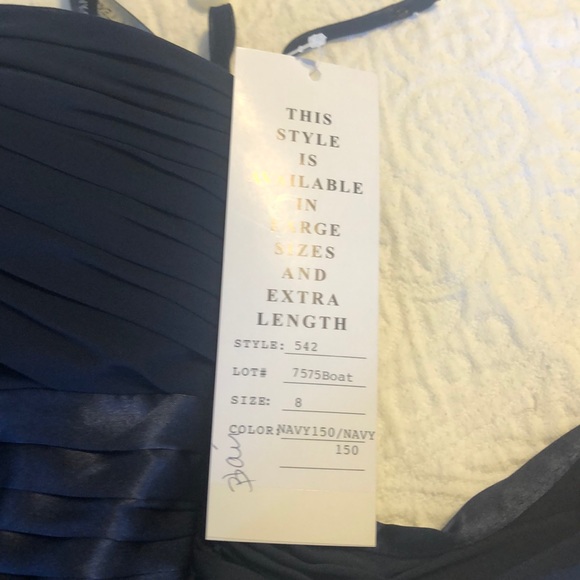 THIS
STYLE
IS
AVAILABLE
IN
LARGE
SIZES
AND
EXTRA
LENGTH
STYLE: 542
LOT# 7575Boat
SIZE: 8
COLOR: NAVY150/NAVY
150